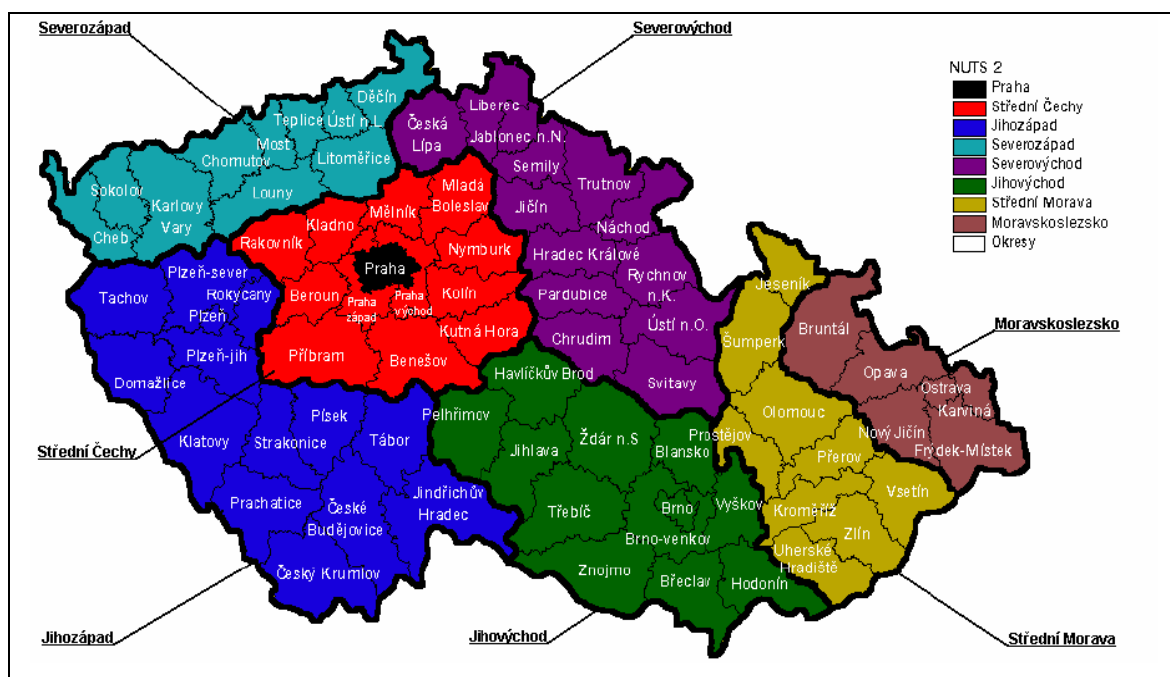 Severozápad
Severovýchod
NUTS 2
Praha
Střední Čechy
Jihozápad
Severozápad
Severovýchod
Jihovýchod
Střední Morava
Moravskoslezsko
Okresy
Děčín
Teplice
Ústí n.L.
Most
Chomutov
Litoměřice
Sokolov
Karlovy
Vary
Louny
Cheb
Liberec
Česká
Lípa
Jablonec n.N.
Semily
Trutnov
Jičín
Náchod
Hradec Králové
Rychnov
n.K.
Pardubice
Ústí n.O.
Chrudim
Svitavy
Mladá
Boleslav
Mělník
Kladno
Rakovník
Nymburk
Praha
Beroun
Praha
západ
Praha
východ
Kolín
Kutná Hora
Příbram
Benešov
Plzeň-sever
Tachov
Rokycany
Plzeň
Plzeň-jih
Domažlice
Klatovy
Písek
Strakonice
Tábor
Prachatice
České
Budějovice
Jindřichův
Hradec
Český Krumlov
Havlíčkův Brod
Pelhřimov
Jihlava
Ždár n.S
Blansko
Třebíč
Brno
Vyškov
Brno-venkov
Znojmo
Břeclav
Hodonín
Jeseník
Šumperk
Olomouc
Prostějov
Přerov
Kroměříž
Vsetín
Zlín
Uherské
Hradiště
Bruntál
Opava
Ostrava
Karviná
Nový Jičín
Frýdek-Místek
Moravskoslezsko
Střední Čechy
Jihozápad
Jihovýchod
Střední Morava